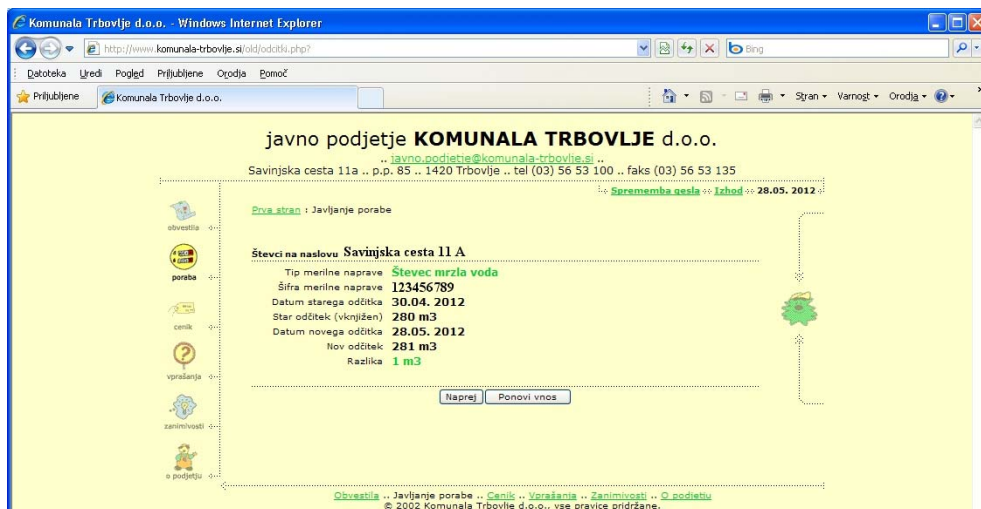 Komunala Trbovlje d.o.o. - Windows Internet Explorer
http://www.komunala-trbovlje.si/old/odcitki.php?
Bing
Datoteka Uredi Pogled Priljubljene Orodja Pomoč
Priljubljene Komunala Trbovlje d.o.o. Stran Varnost Orodja
javno podjetje KOMUNALA TRBOVLJE d.o.o.
.. javno.podjetje@komunala-trbovlje.si ..
Savinjska cesta 11a .. p.p. 85 .. 1420 Trbovlje .. tel (03) 56 53 100 .. faks (03) 56 53 135
Sprememba gesla Izhod 28.05. 2012
obvestila
poraba
cenik
vprašanja
zanimivosti
o podjetju
Prva stran : Javljanje porabe
Števci na naslovu Savinjska cesta 11 A
Tip merilne naprave Števec mrzla voda
Šifra merilne naprave 123456789
Datum starega odčitka 30.04. 2012
Star odčitek (vknjižen) 280 m3
Datum novega odčitka 28.05. 2012
Nov odčitek 281 m3
Razlika 1 m3
Naprej Ponovi vnos
Obvestila .. Javljanje porabe .. Cenik .. Vprašanja .. Zanimivosti .. O podjetju
© 2002 Komunala Trbovlje d.o.o., vse pravice pridržane.